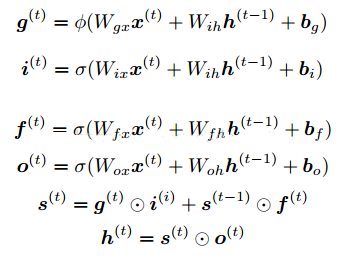 g^(t) = ϕ(W_gx x^(t) + W_ih h^(t−1) + b_g)
i^(t) = σ(W_ix x^(t) + W_ih h^(t−1) + b_i)
f^(t) = σ(W_fx x^(t) + W_fh h^(t−1) + b_f)
o^(t) = σ(W_ox x^(t) + W_oh h^(t−1) + b_o)
s^(t) = g^(t) ⊙ i^(i) + s^(t−1) ⊙ f^(t)
h^(t) = s^(t) ⊙ o^(t)